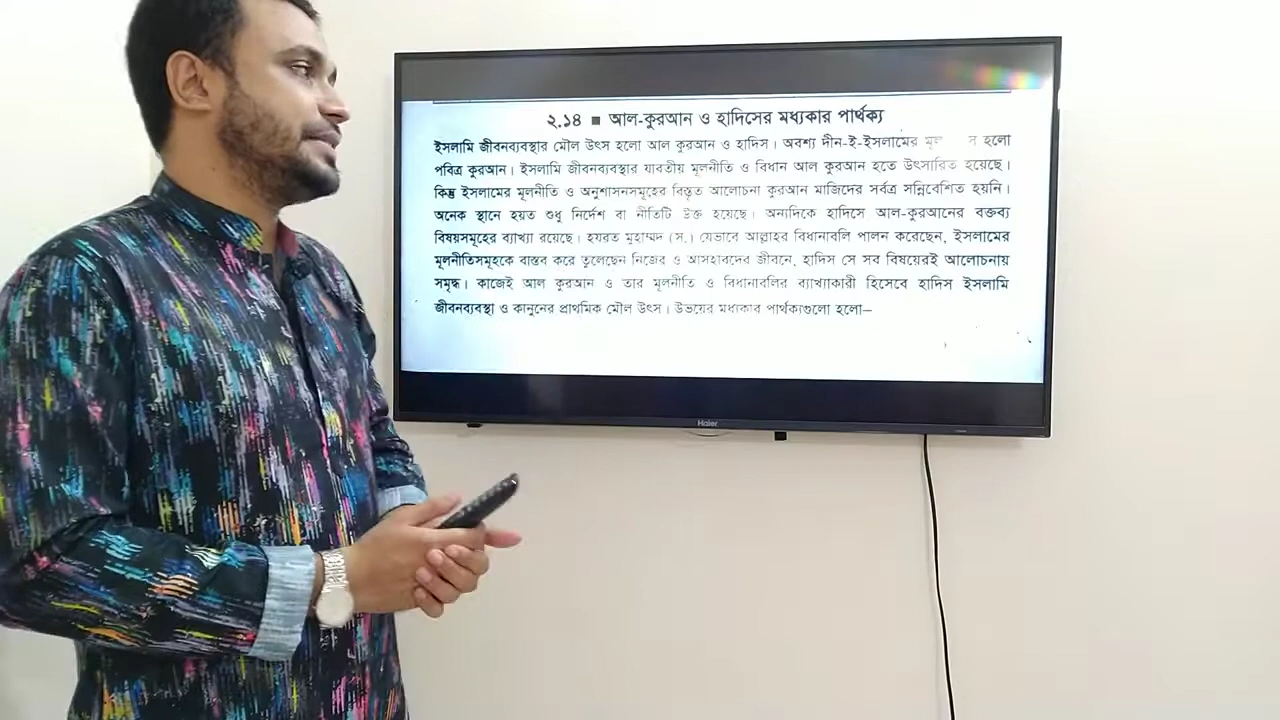 ২.১৪ ■ আল-কুরআন ও হাদিসের মধ্যকার পার্থক্য
ইসলামি জীবনব্যবস্থার মৌল উৎস হলো আল কুরআন ও হাদিস। অবশ্য দীন-ই-ইসলামের হলো
পবিত্র কুরআন। ইসলামি জীবনব্যবস্থার যাবতীয় মূলনীতি ও বিধান আল কুরআন হতে উৎসারিত হয়েছে।
কিন্তু ইসলামের মূলনীতি ও অনুশাসনসমূহের বিস্তৃত আলোচনা কুরআন মাজিদের সর্বত্র সন্নিবেশিত হয়নি।
অনেক স্থানে হয়ত শুধু নির্দেশ বা নীতিটি উক্ত হয়েছে। অন্যদিকে হাদিসে আল-কুরআনের বক্তব্য
বিষয়সমূহের ব্যাখ্যা রয়েছে। হযরত মুহাম্মদ (স.) যেভাবে আল্লাহর বিধানাবলি পালন করেছেন, ইসলামের
মূলনীতিসমূহকে বাস্তব করে তুলেছেন নিজের ও আসহাবদের জীবনে, হাদিস সে সব বিষয়েরই আলোচনায়
সমৃদ্ধ। কাজেই আল কুরআন ও তার মূলনীতি ও বিধানাবলির ব্যাখ্যাকারী হিসেবে হাদিস ইসলামি
জীবনব্যবস্থা ও কানুনের প্রাথমিক মৌল উৎস। উভয়ের মধ্যকার পার্থক্যগুলো হলো—
Haier